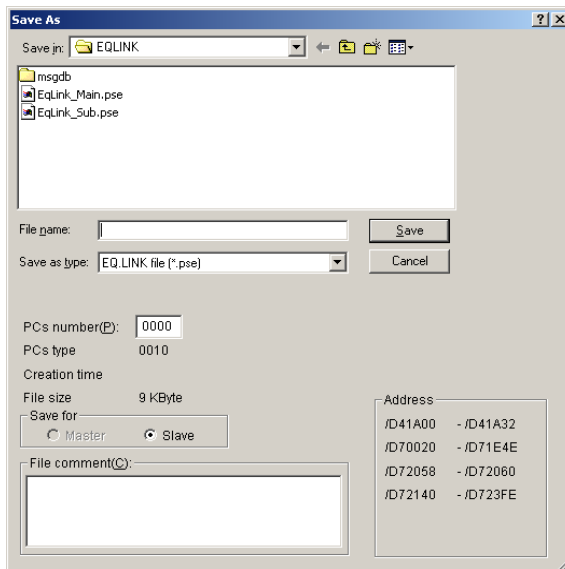 Save As
Save in: EQLINK
msgdb
EqLink_Main.pse
EqLink_Sub.pse
File name:
Save
Save as type: EQ.LINK file (*.pse)
Cancel
PCs number(P): 0000
PCs type 0010
Creation time
File size 9 KByte
Save for
Master Slave
File comment(C):
Address
/D41A00 - /D41A32
/D70020 - /D71E4E
/D72058 - /D72060
/D72140 - /D723FE